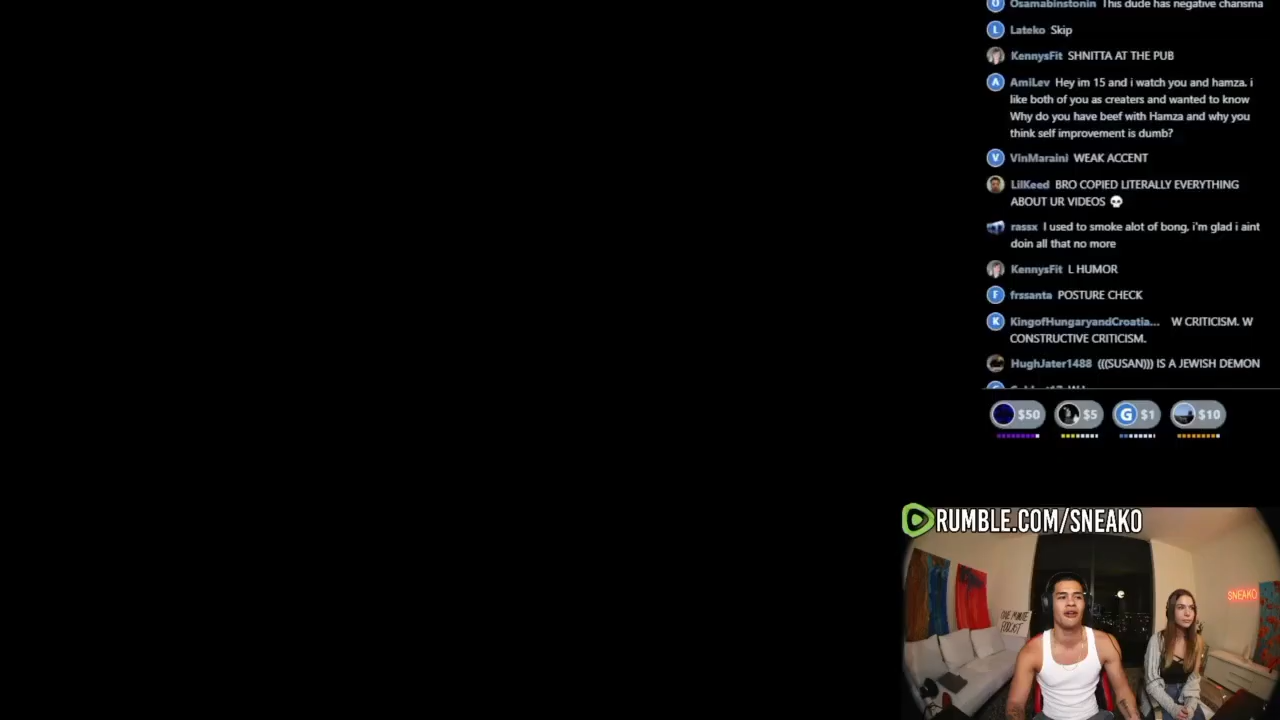 Osamabinstonin This dude has negative charisma
Lateko Skip
KennysFit SHNITTA AT THE PUB
AmiLev Hey im 15 and i watch you and hamza. i
like both of you as creaters and wanted to know
Why do you have beef with Hamza and why you
think self improvement is dumb?
VinMaraini WEAK ACCENT
LilKeed BRO COPIED LITERALLY EVERYTHING
ABOUT UR VIDEOS 💀
rassx I used to smoke alot of bong, i'm glad i aint
doin all that no more
KennysFit L HUMOR
frssanta POSTURE CHECK
KingofHungaryandCroatia... W CRITICISM. W
CONSTRUCTIVE CRITICISM.
HughJater1488 (((SUSAN))) IS A JEWISH DEMON
$50 $5 G $1 $10
RUMBLE.COM/SNEAKO
SNEAKO
ONE MINUTE
PODCAST